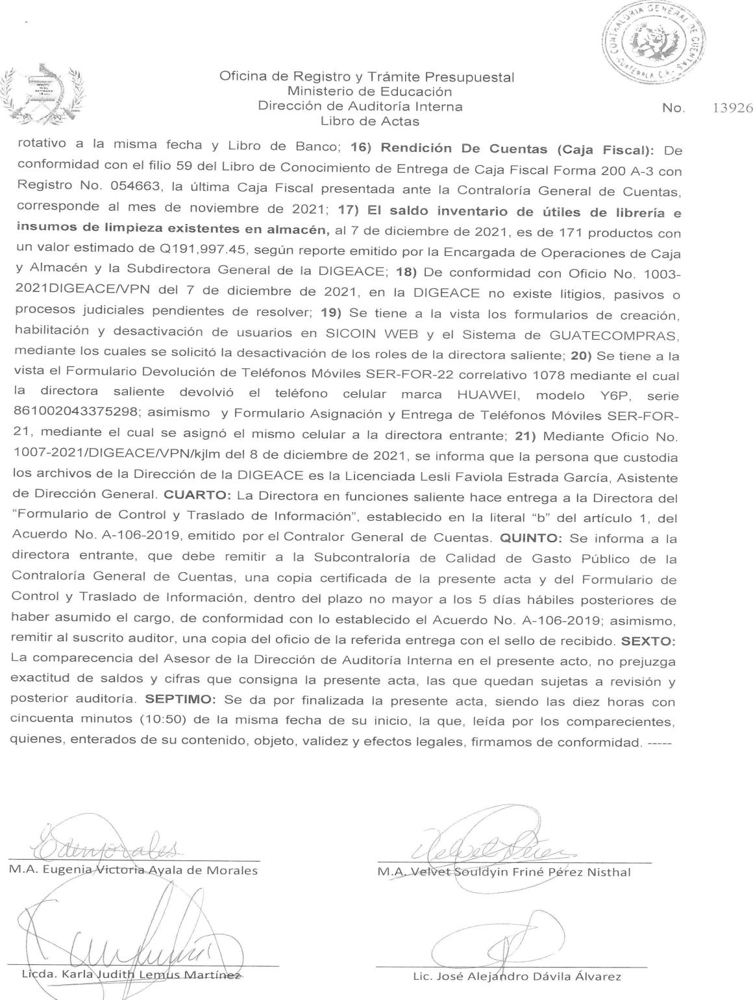 CONTRALORIA GENERAL DE CUENTAS
GUATEMALA C.A.
Oficina de Registro y Trámite Presupuestal
Ministerio de Educación
Dirección de Auditoría Interna
No. 13926
Libro de Actas
rotativo a la misma fecha y Libro de Banco; 16) Rendición De Cuentas (Caja Fiscal): De
conformidad con el filio 59 del Libro de Conocimiento de Entrega de Caja Fiscal Forma 200 A-3 con
Registro No. 054663, la última Caja Fiscal presentada ante la Contraloría General de Cuentas,
corresponde al mes de noviembre de 2021; 17) El saldo inventario de útiles de librería e
insumos de limpieza existentes en almacén, al 7 de diciembre de 2021, es de 171 productos con
un valor estimado de Q191,997.45, según reporte emitido por la Encargada de Operaciones de Caja
y Almacén y la Subdirectora General de la DIGEACE; 18) De conformidad con Oficio No. 1003-
2021DIGEACE/VPN del 7 de diciembre de 2021, en la DIGEACE no existe litigios, pasivos o
procesos judiciales pendientes de resolver; 19) Se tiene a la vista los formularios de creación,
habilitación y desactivación de usuarios en SICOIN WEB y el Sistema de GUATECOMPRAS,
mediante los cuales se solicitó la desactivación de los roles de la directora saliente; 20) Se tiene a la
vista el Formulario Devolución de Teléfonos Móviles SER-FOR-22 correlativo 1078 mediante el cual
la directora saliente devolvió el teléfono celular marca HUAWEI, modelo Y6P, serie
861002043375298; asimismo y Formulario Asignación y Entrega de Teléfonos Móviles SER-FOR-
21, mediante el cual se asignó el mismo celular a la directora entrante; 21) Mediante Oficio No.
1007-2021/DIGEACE/VPN/kjlm del 8 de diciembre de 2021, se informa que la persona que custodia
los archivos de la Dirección de la DIGEACE es la Licenciada Lesli Faviola Estrada García, Asistente
de Dirección General. CUARTO: La Directora en funciones saliente hace entrega a la Directora del
“Formulario de Control y Traslado de Información”, establecido en la literal “b” del artículo 1, del
Acuerdo No. A-106-2019, emitido por el Contralor General de Cuentas. QUINTO: Se informa a la
directora entrante, que debe remitir a la Subcontraloría de Calidad de Gasto Público de la
Contraloría General de Cuentas, una copia certificada de la presente acta y del Formulario de
Control y Traslado de Información, dentro del plazo no mayor a los 5 días hábiles posteriores de
haber asumido el cargo, de conformidad con lo establecido el Acuerdo No. A-106-2019; asimismo,
remitir al suscrito auditor, una copia del oficio de la referida entrega con el sello de recibido. SEXTO:
La comparecencia del Asesor de la Dirección de Auditoría Interna en el presente acto, no prejuzga
exactitud de saldos y cifras que consigna la presente acta, las que quedan sujetas a revisión y
posterior auditoría. SEPTIMO: Se da por finalizada la presente acta, siendo las diez horas con
cincuenta minutos (10:50) de la misma fecha de su inicio, la que, leída por los comparecientes,
quienes, enterados de su contenido, objeto, validez y efectos legales, firmamos de conformidad. -----
Velvet Pérez
M.A. Eugenia Victoria Ayala de Morales
M.A. Velvet Souldyin Friné Pérez Nisthal
Licda. Karla Judith Lemus Martínez
Lic. José Alejandro Dávila Álvarez